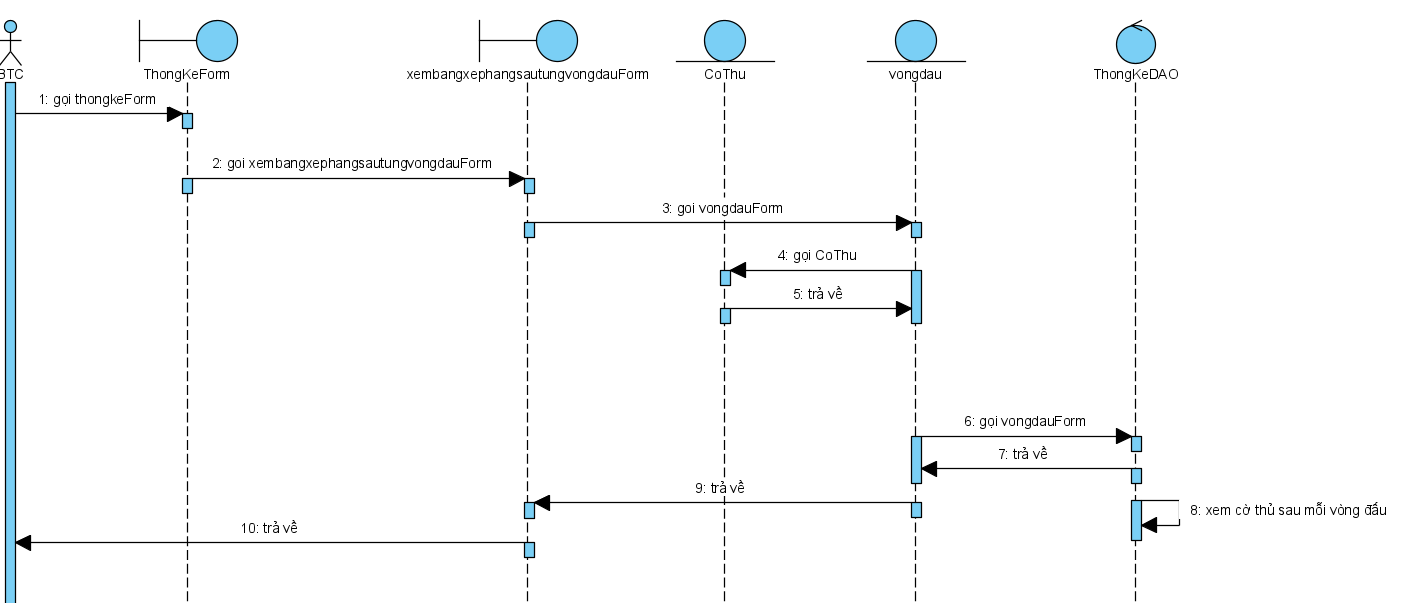 BTC
ThongKeForm
xembangxephangsautungvongdauForm
CoThu
vongdau
ThongKeDAO
1: gọi thongkeForm
2: goi xembangxephangsautungvongdauForm
3: goi vongdauForm
4: gọi CoThu
5: trả về
6: gọi vongdauForm
7: trả về
8: xem cờ thủ sau mỗi vòng đấu
9: trả về
10: trả về